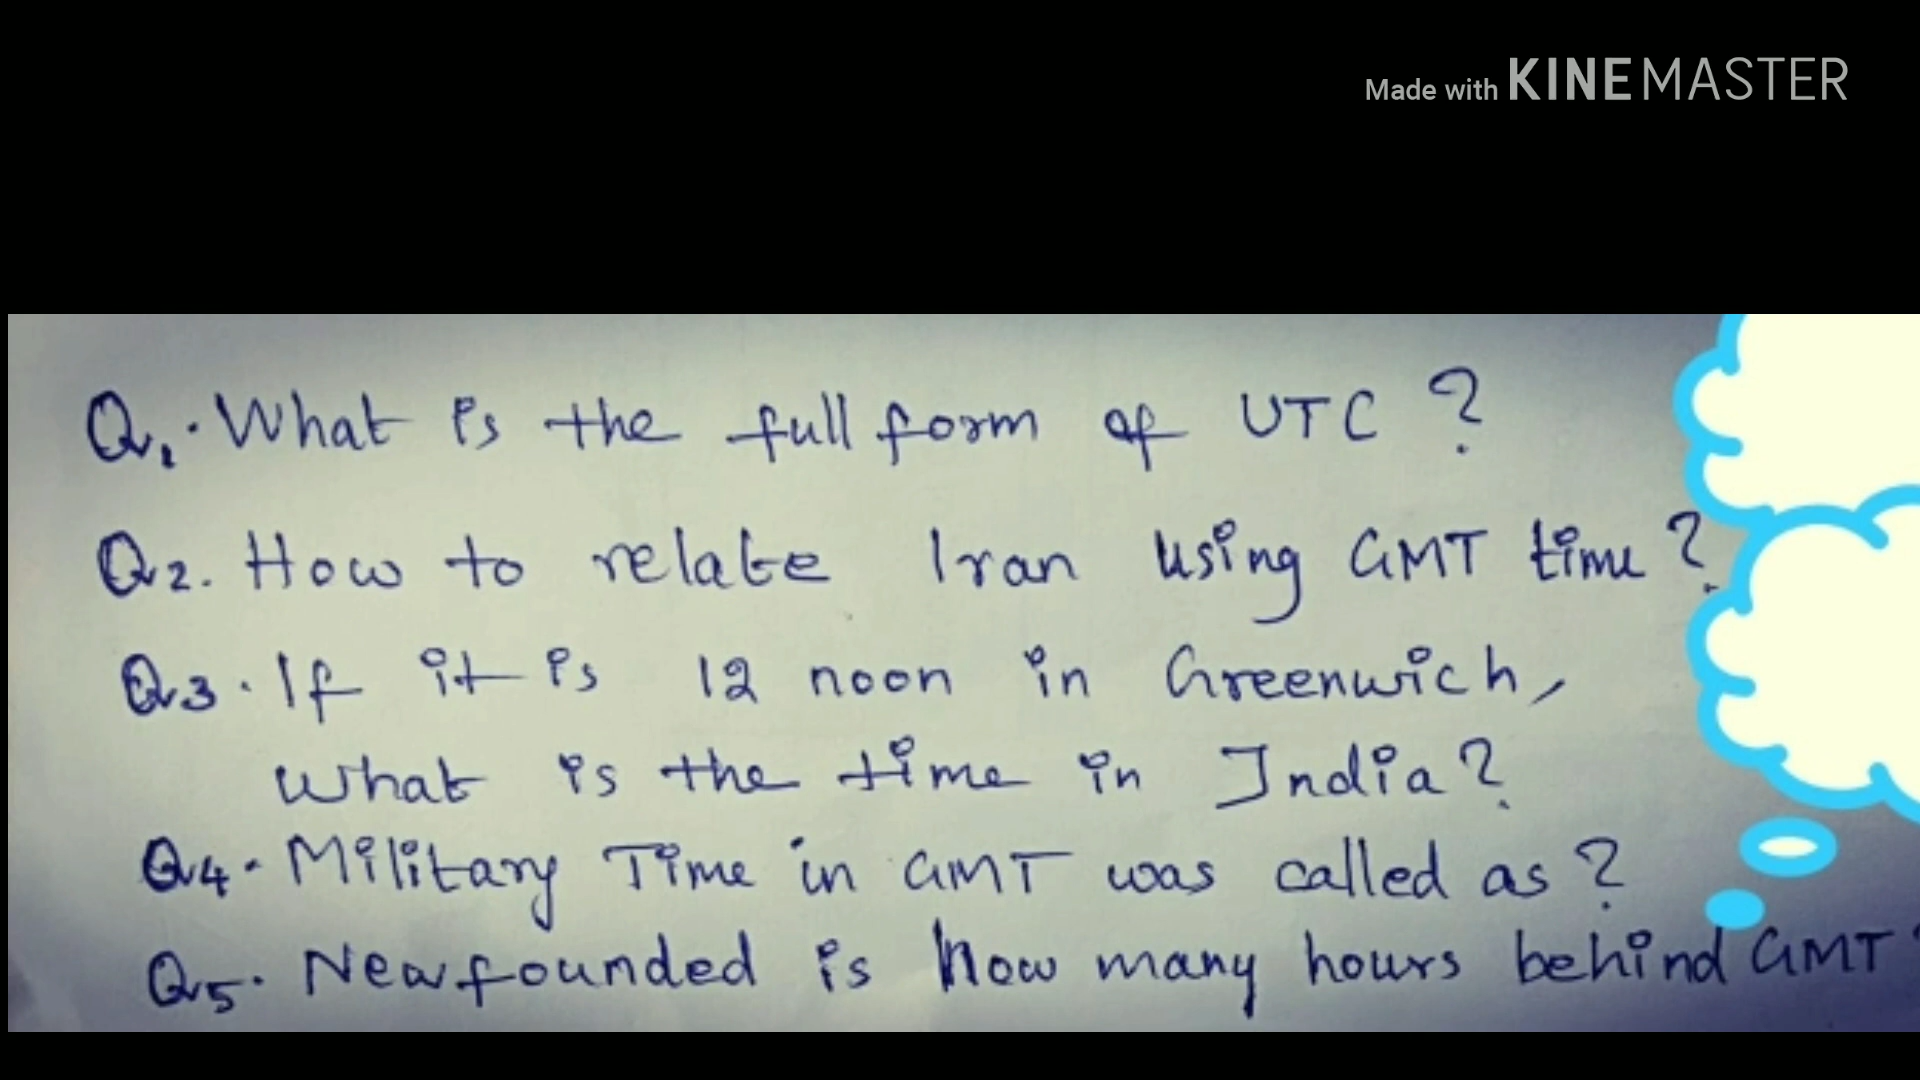 Made with KINEMASTER
Q1. What is the full form of UTC ?
Q2. How to relate Iran using GMT time ?
Q3. If it is 12 noon in Greenwich,
what is the time in India ?
Q4. Military Time in GMT was called as ?
Q5. Newfounded is how many hours behind GMT ?